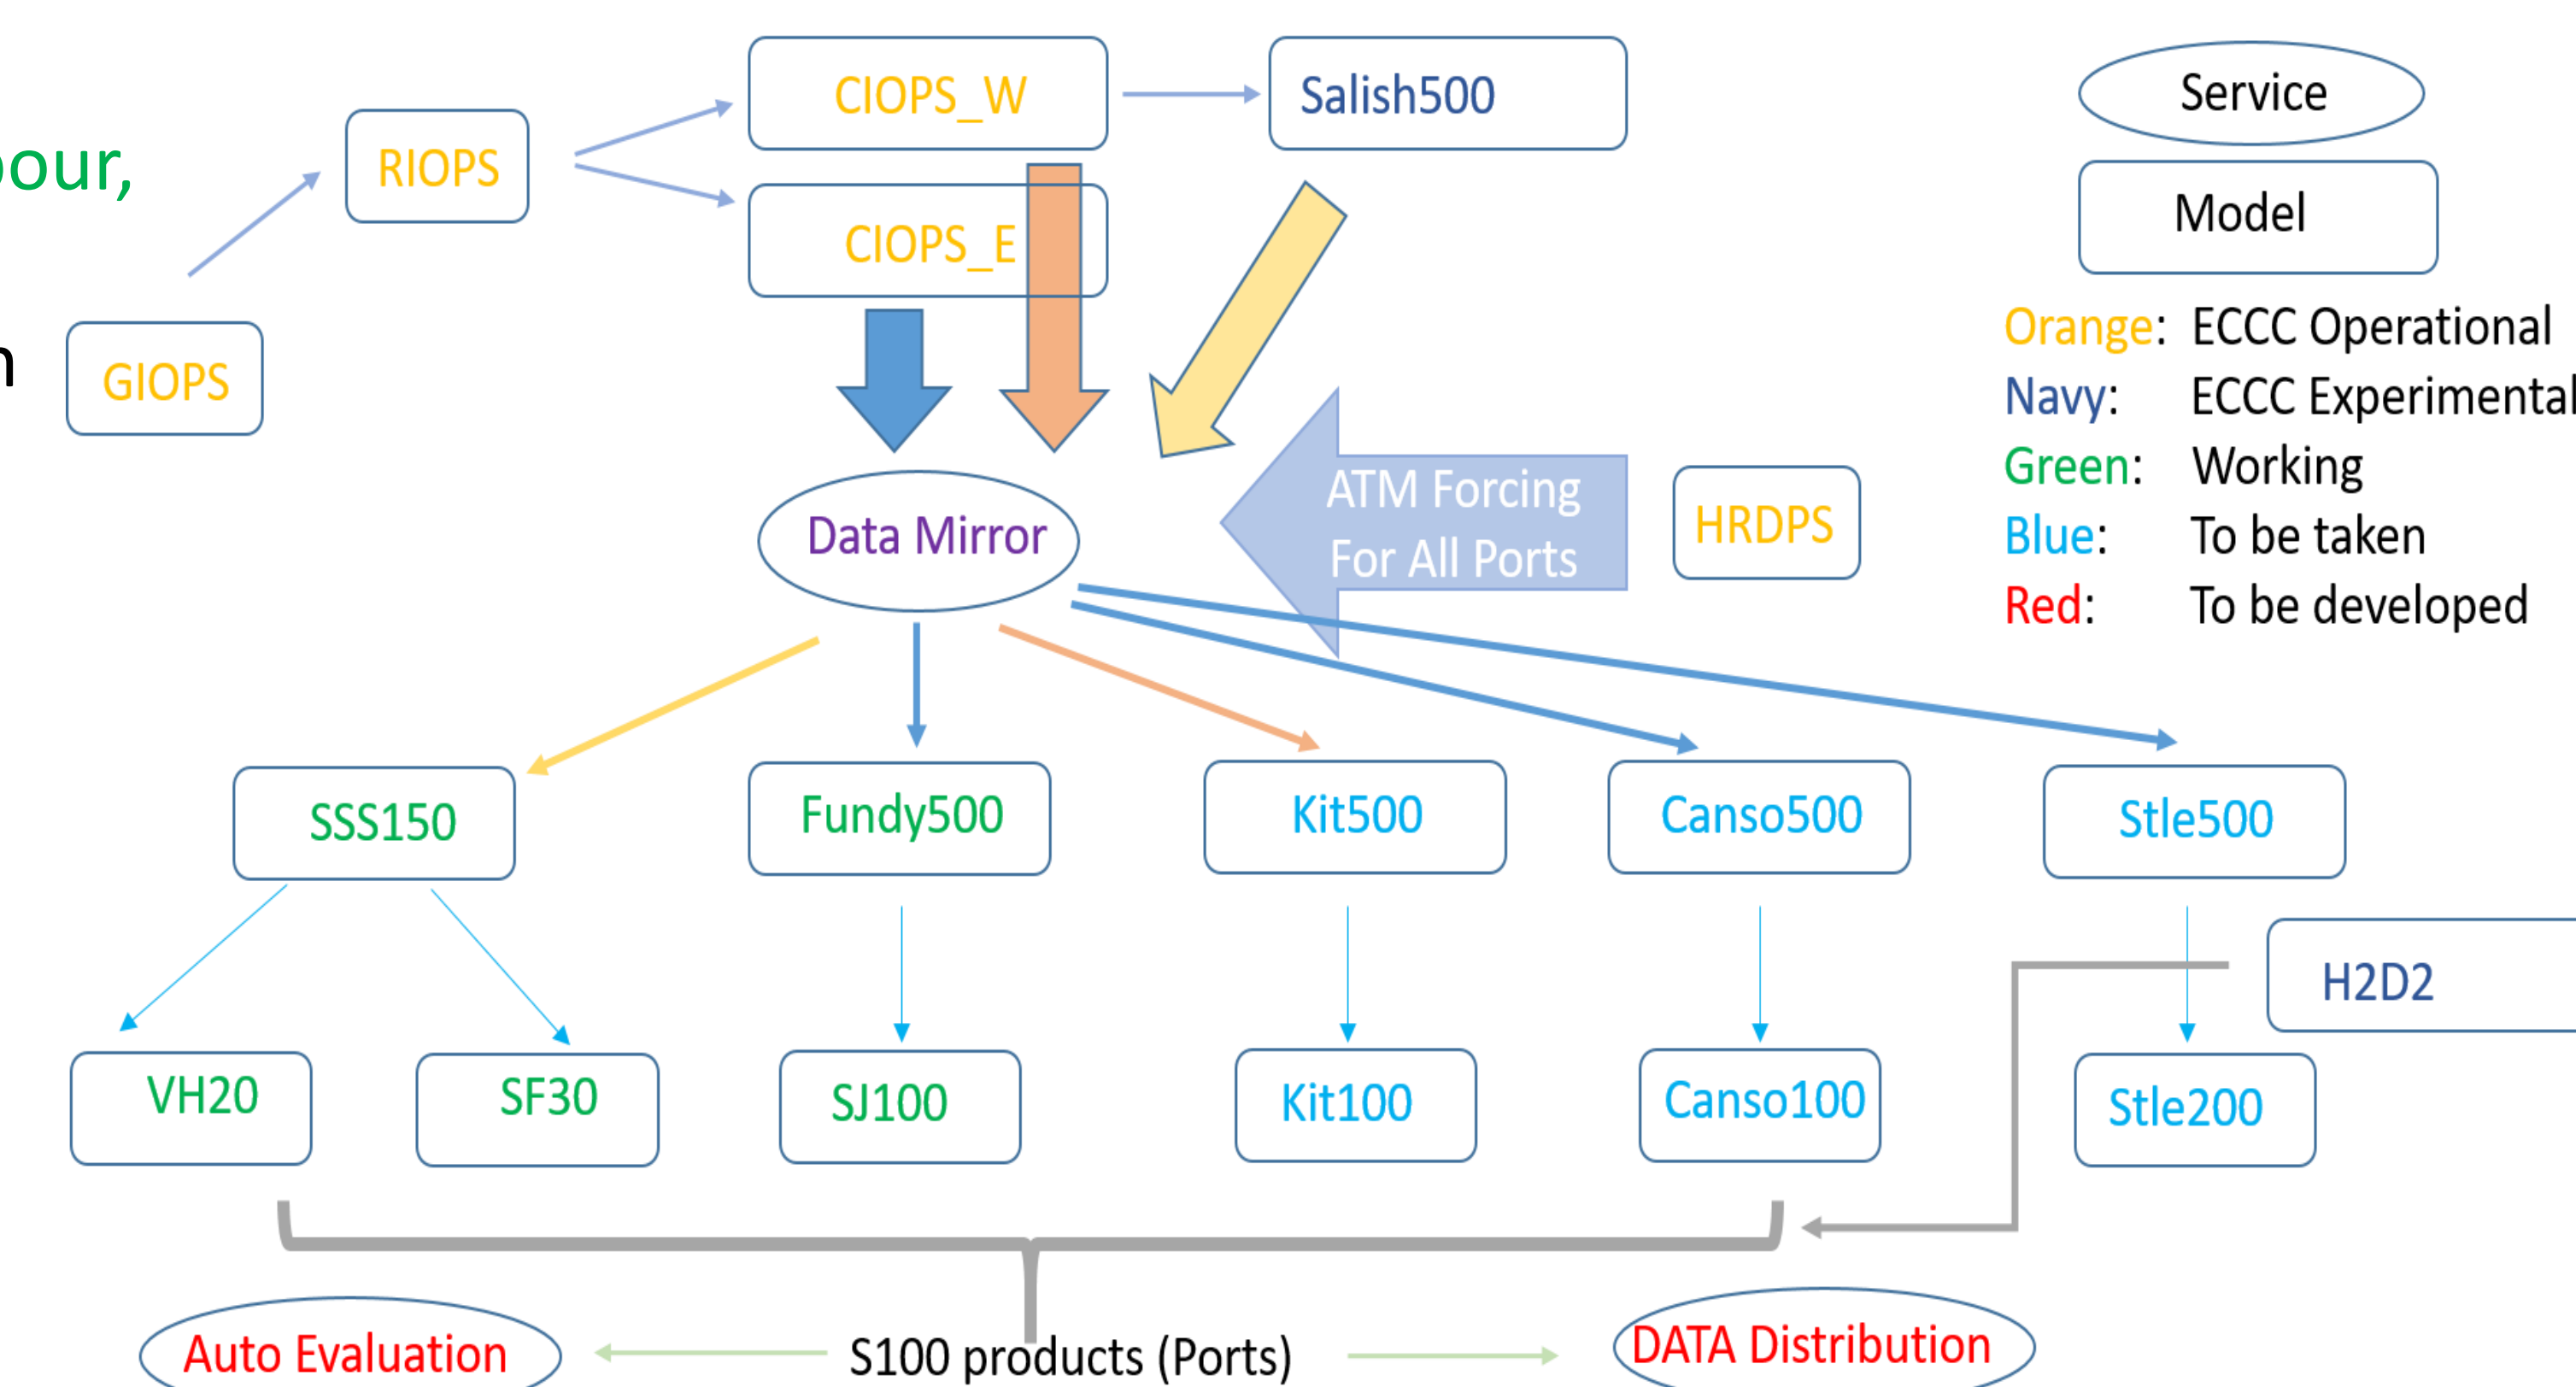 CIOPS_W
Salish500
Service
our,
RIOPS
Model
CIOPS_E
Orange: ECCC Operational
GIOPS
Navy: ECCC Experimental
Green: Working
ATM Forcing
For All Ports
HRDPS
Data Mirror
Blue: To be taken
Red: To be developed
SSS150
Fundy500
Kit500
Canso500
Stle500
H2D2
VH20
SF30
SJ100
Kit100
Canso100
Stle200
Auto Evaluation
S100 products (Ports)
DATA Distribution